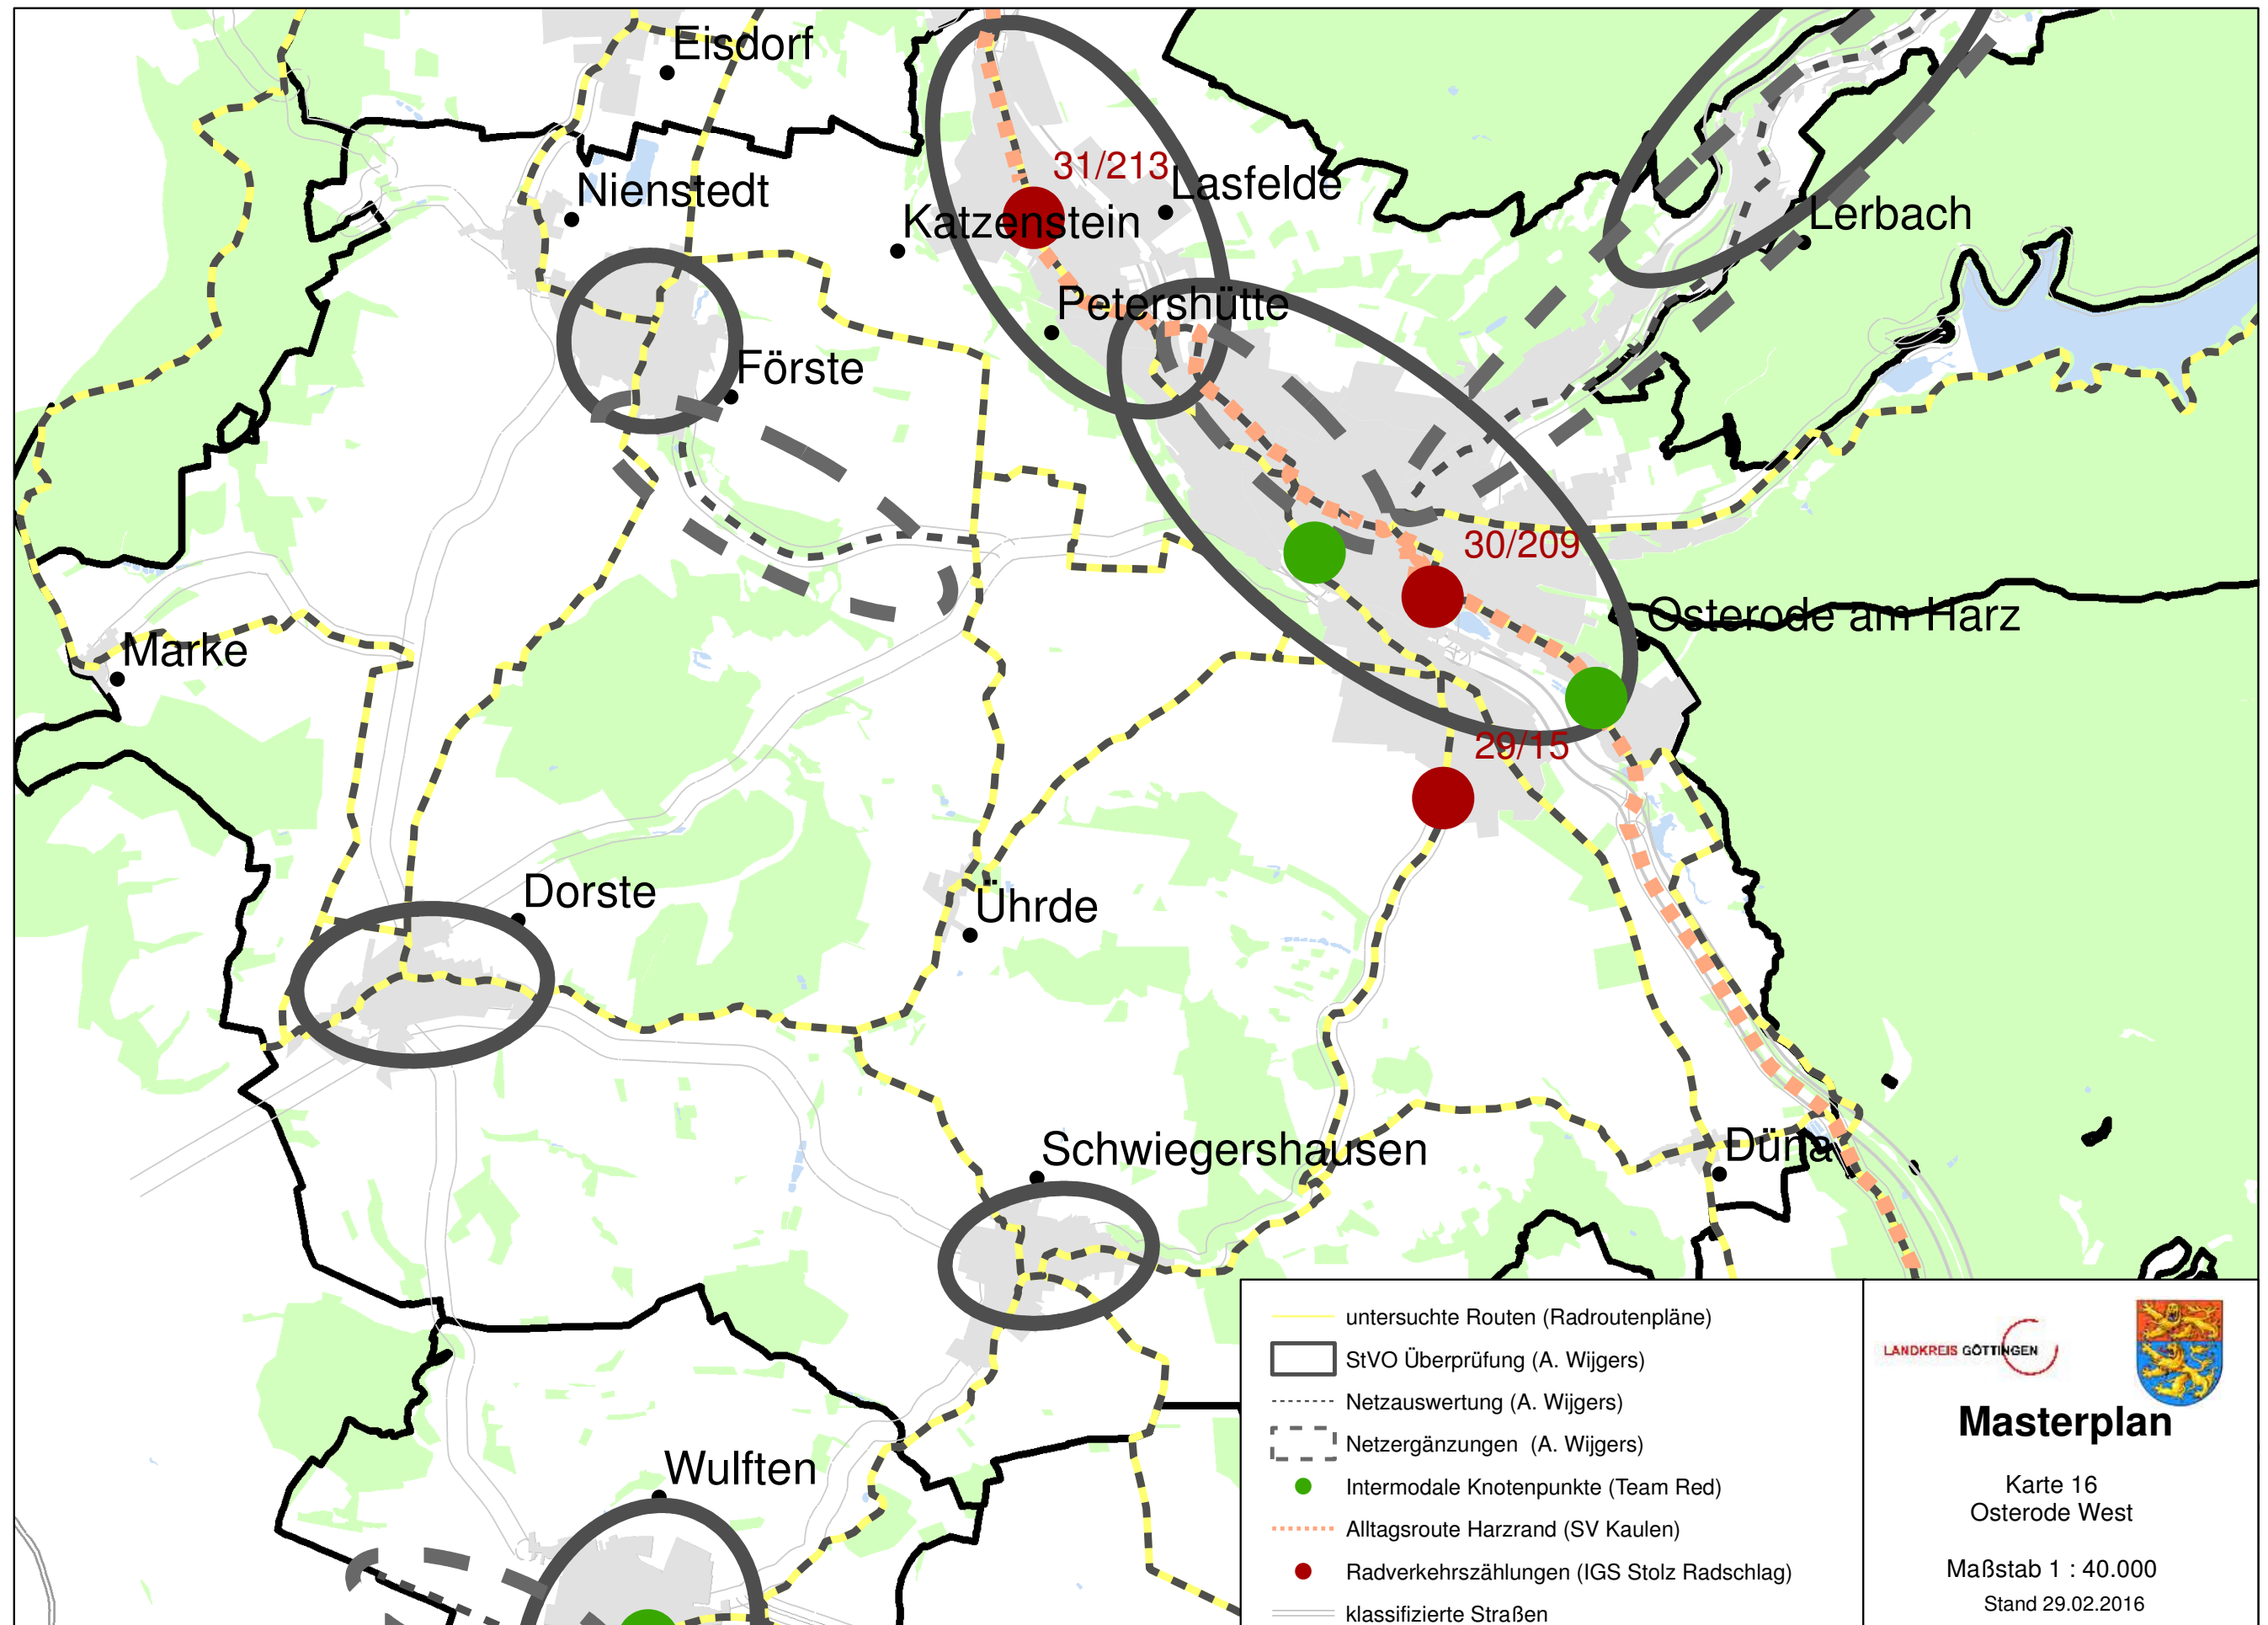 Eisdorf
31/213
Lasfelde
Nienstedt
Katzenstein
Lerbach
Petershütte
Förste
30/209
Osterode am Harz
Marke
29/15
Dorste
Ührde
Schwiegershausen
Düna
Wulften
untersuchte Routen (Radroutenpläne)
StVO Überprüfung (A. Wijgers)
Netzauswertung (A. Wijgers)
Netzergänzungen (A. Wijgers)
Intermodale Knotenpunkte (Team Red)
Alltagsroute Harzrand (SV Kaulen)
Radverkehrszählungen (IGS Stolz Radschlag)
klassifizierte Straßen
LANDKREIS GÖTTINGEN
Masterplan
Karte 16
Osterode West
Maßstab 1 : 40.000
Stand 29.02.2016